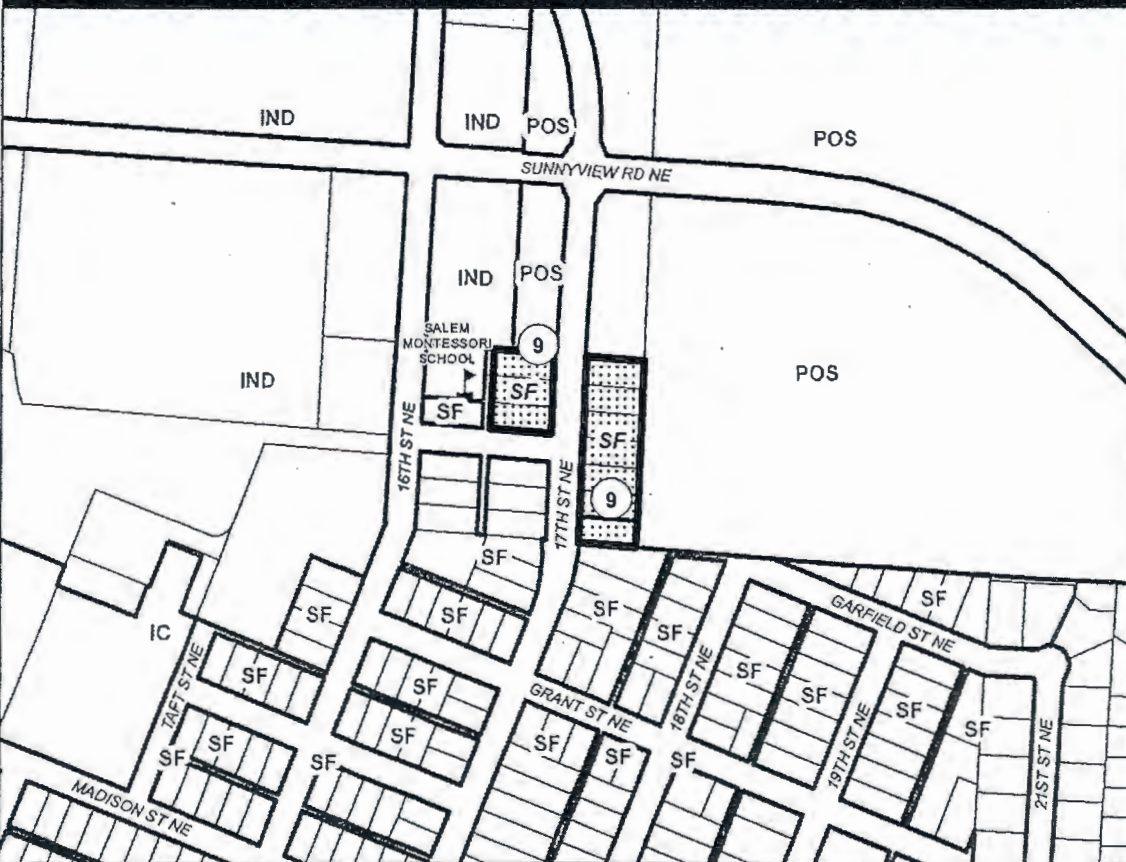 IND
IND
POS
POS
SUNNYVIEW RD NE
IND
POS
SALEM
MONTESSORI
SCHOOL
9
IND
SF
SF
POS
16TH ST NE
17TH ST NE
SF
9
SF
SF
SF
SF
SF
SF
GARFIELD ST NE
IC
TAFT ST NE
SF
SF
GRANT ST NE
18TH ST NE
SF
SF
SF
SF
19TH ST NE
21ST ST NE
SF
SF
SF
SF
SF
SF
SF
MADISON ST NE